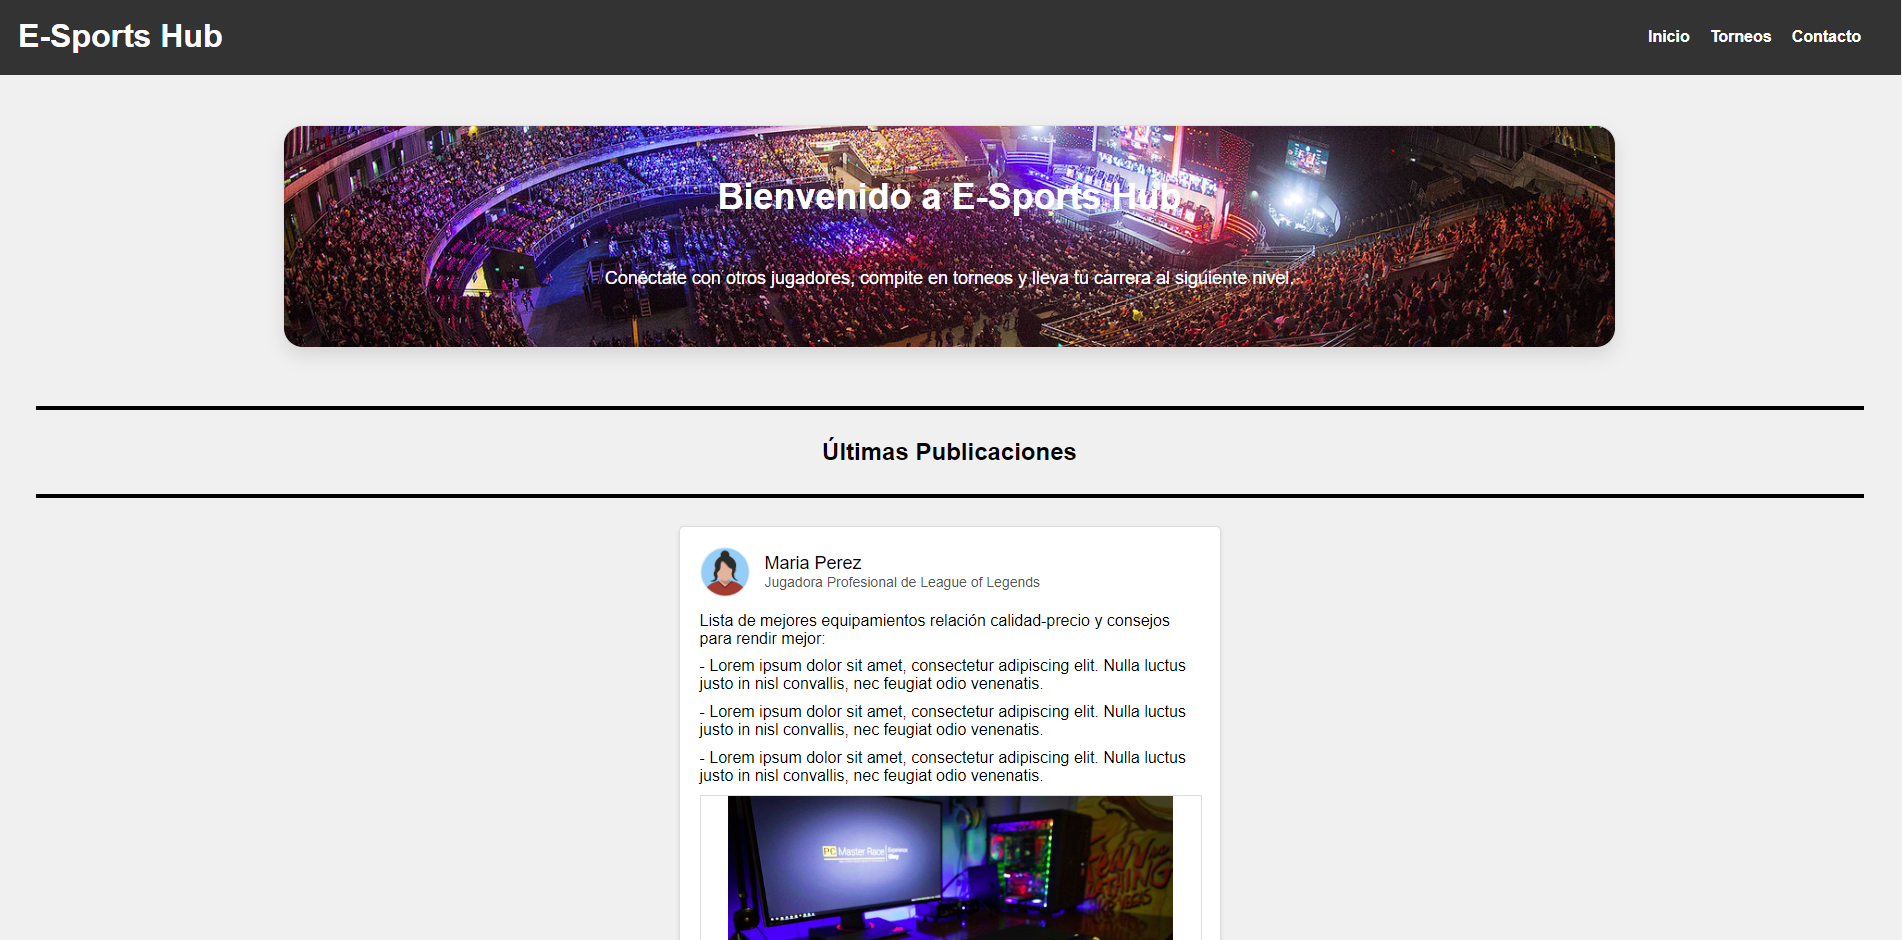 E-Sports Hub
Inicio Torneos Contacto
Bienvenido a E-Sports Hub
Conéctate con otros jugadores, compite en torneos y lleva tu carrera al siguiente nivel.
Últimas Publicaciones
Maria Perez
Jugadora Profesional de League of Legends
Lista de mejores equipamientos relación calidad-precio y consejos
para rendir mejor:
- Lorem ipsum dolor sit amet, consectetur adipiscing elit. Nulla luctus
justo in nisl convallis, nec feugiat odio venenatis.
- Lorem ipsum dolor sit amet, consectetur adipiscing elit. Nulla luctus
justo in nisl convallis, nec feugiat odio venenatis.
- Lorem ipsum dolor sit amet, consectetur adipiscing elit. Nulla luctus
justo in nisl convallis, nec feugiat odio venenatis.
PC Master Race